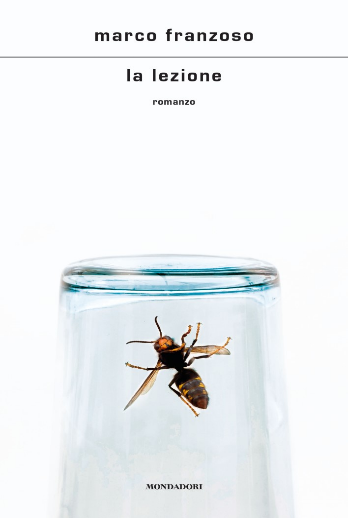 marco franzoso
la lezione
romanzo
MONDADORI